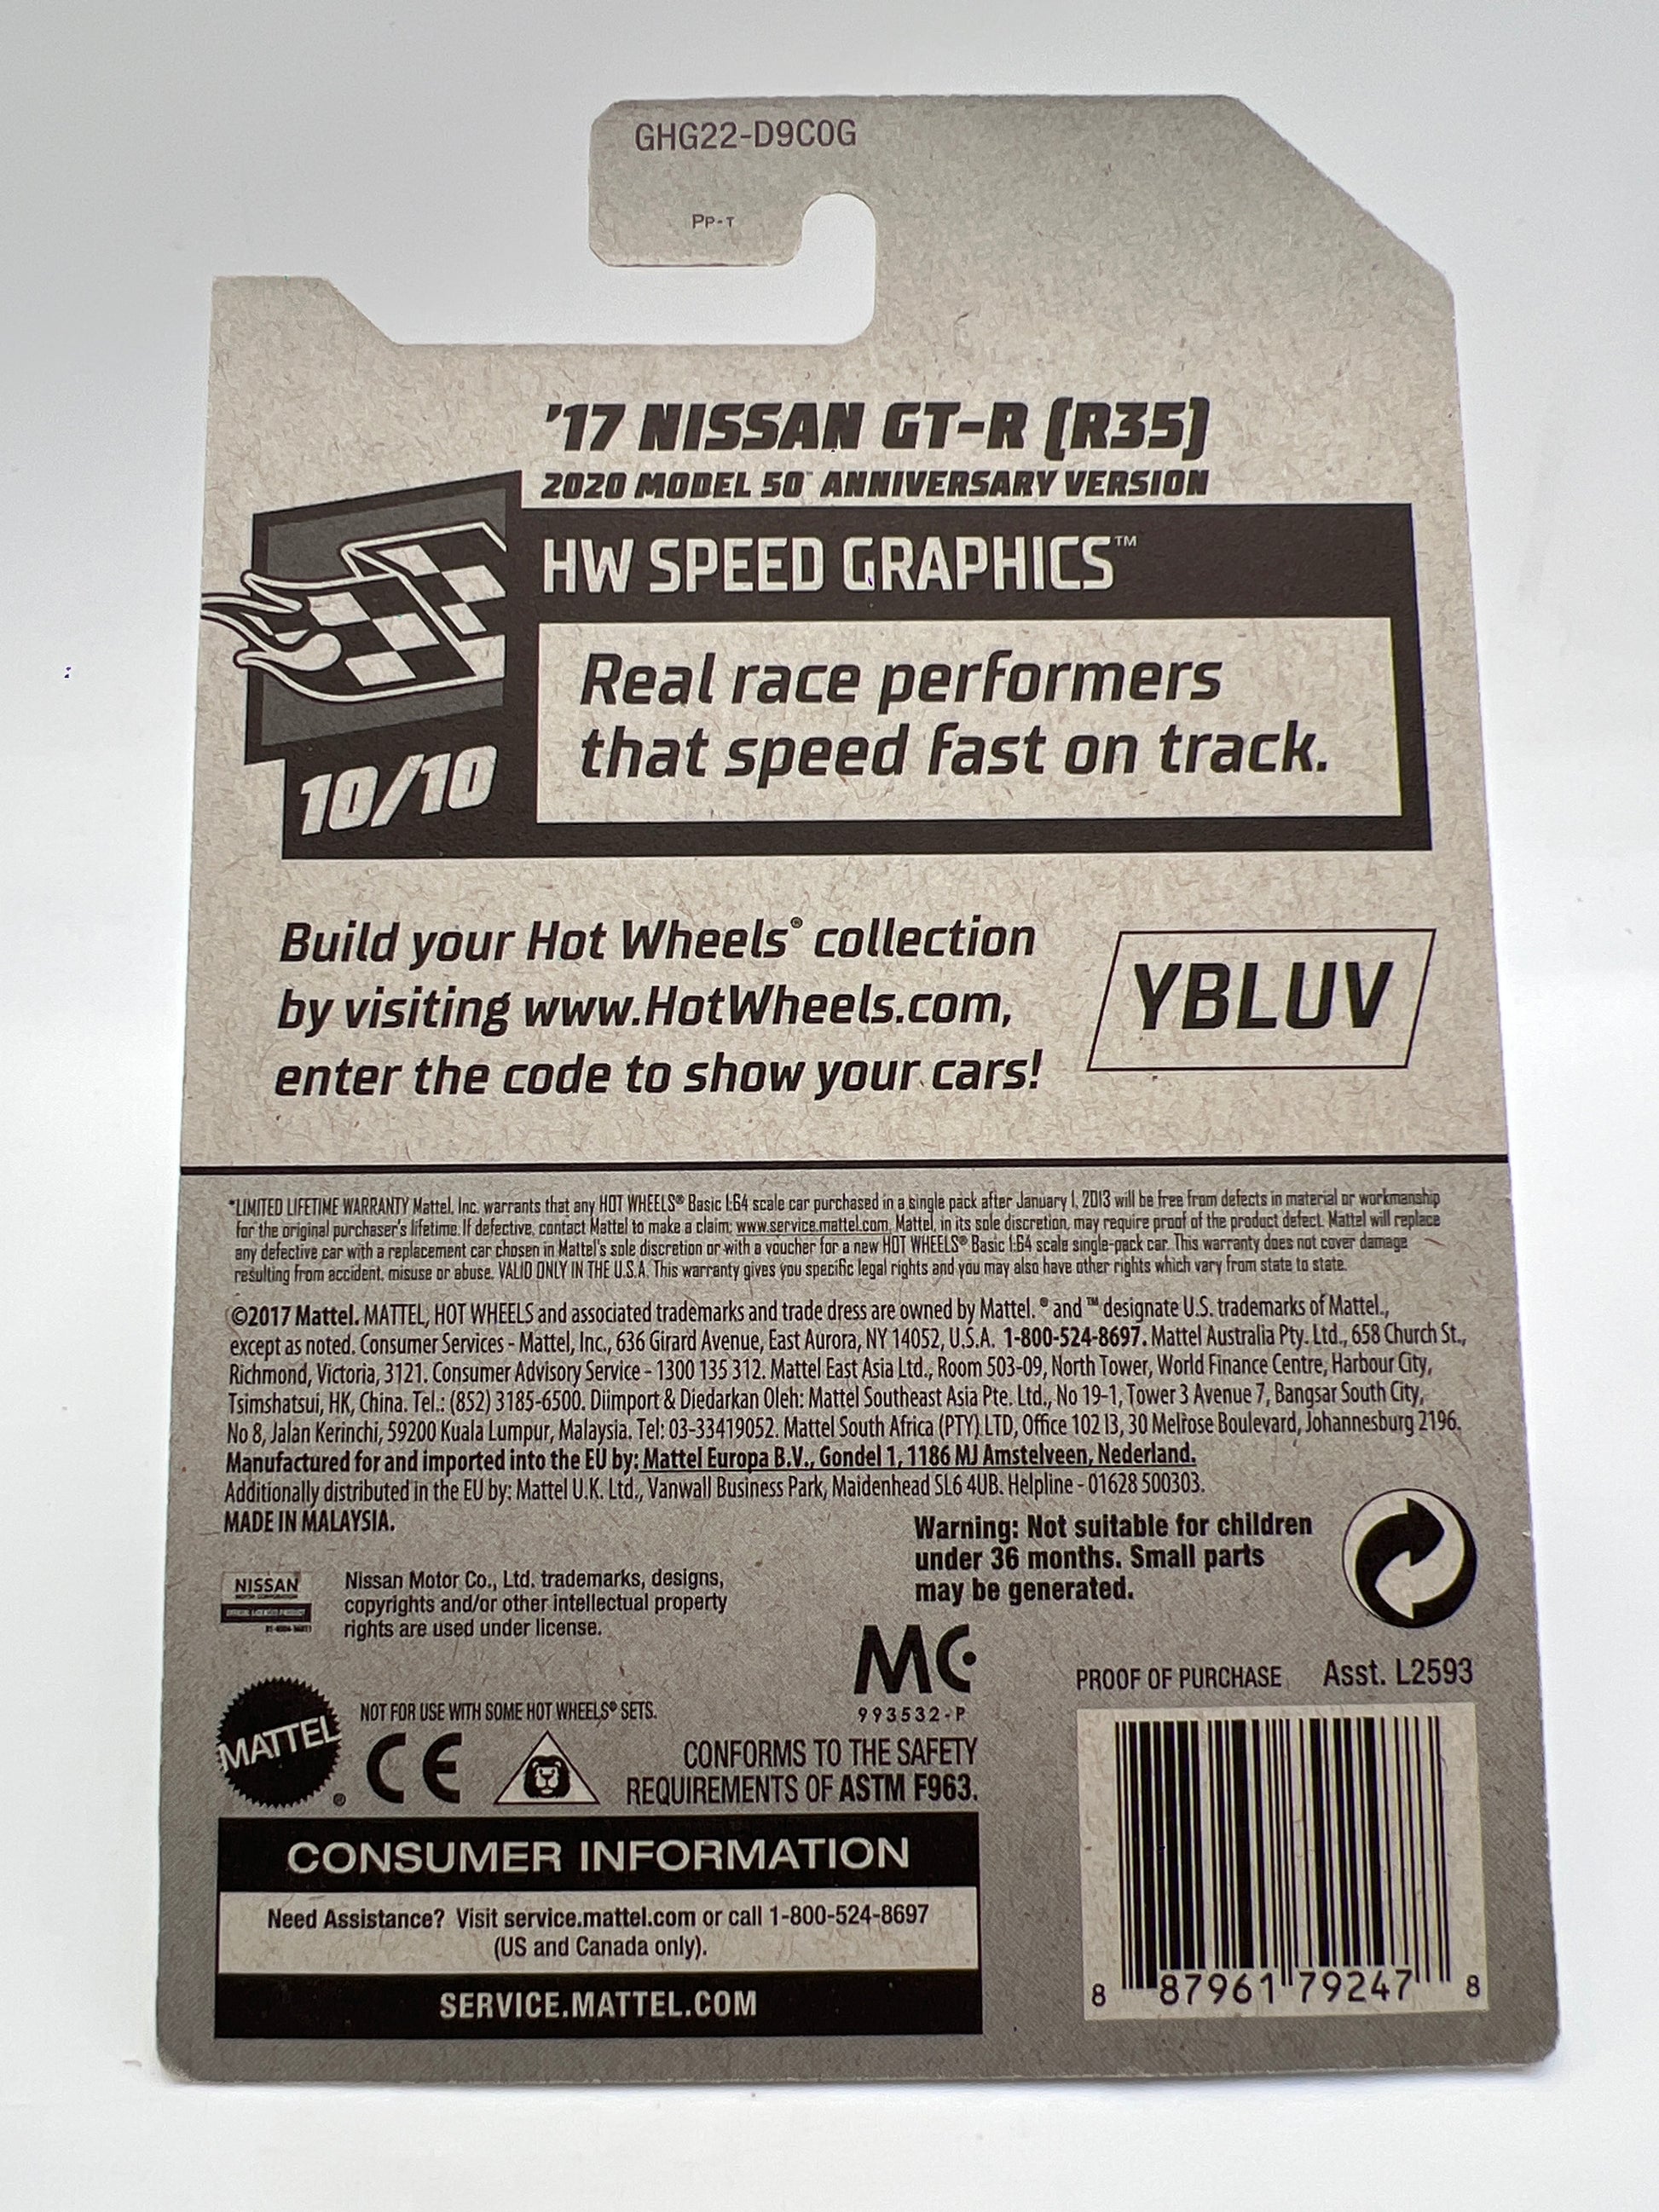 GHG22-D9C0G
PP-T
'17 NISSAN GT-R (R35)
2020 MODEL 50™ ANNIVERSARY VERSION
HW SPEED GRAPHICS™
Real race performers
that speed fast on track.
10/10
Build your Hot Wheels® collection
by visiting www.HotWheels.com,
enter the code to show your cars!
YBLUV
*LIMITED LIFETIME WARRANTY Mattel, Inc. warrants that any HOT WHEELS® Basic 1:64 scale car purchased in a single pack after January 1, 2013 will be free from defects in material or workmanship
for the original purchaser's lifetime. If defective, contact Mattel to make a claim; www.service.mattel.com. Mattel, in its sole discretion, may require proof of the product defect. Mattel will replace
any defective car with a replacement car chosen in Mattel's sole discretion or with a voucher for a new HOT WHEELS® Basic 1:64 scale single-pack car. This warranty does not cover damage
resulting from accident, misuse or abuse. VALID ONLY IN THE U.S.A. This warranty gives you specific legal rights and you may also have other rights which vary from state to state.
©2017 Mattel. MATTEL, HOT WHEELS and associated trademarks and trade dress are owned by Mattel. ® and ™ designate U.S. trademarks of Mattel.,
except as noted. Consumer Services - Mattel, Inc., 636 Girard Avenue, East Aurora, NY 14052, U.S.A. 1-800-524-8697. Mattel Australia Pty. Ltd., 658 Church St.,
Richmond, Victoria, 3121. Consumer Advisory Service - 1300 135 312. Mattel East Asia Ltd., Room 503-09, North Tower, World Finance Centre, Harbour City,
Tsimshatsui, HK, China. Tel.: (852) 3185-6500. Diimport & Diedarkan Oleh: Mattel Southeast Asia Pte. Ltd., No 19-1, Tower 3 Avenue 7, Bangsar South City,
No 8, Jalan Kerinchi, 59200 Kuala Lumpur, Malaysia. Tel: 03-33419052. Mattel South Africa (PTY) LTD, Office 102 I3, 30 Melrose Boulevard, Johannesburg 2196.
Manufactured for and imported into the EU by: Mattel Europa B.V., Gondel 1, 1186 MJ Amstelveen, Nederland.
Additionally distributed in the EU by: Mattel U.K. Ltd., Vanwall Business Park, Maidenhead SL6 4UB. Helpline - 01628 500303.
MADE IN MALAYSIA.
Warning: Not suitable for children
under 36 months. Small parts
may be generated.
NISSAN
MOTOR CORPORATION
OFFICIAL LICENSED PRODUCT
Nissan Motor Co., Ltd. trademarks, designs,
copyrights and/or other intellectual property
rights are used under license.
MC
993532-P
PROOF OF PURCHASE Asst. L2593
MATTEL®
NOT FOR USE WITH SOME HOT WHEELS® SETS.
CE
CONFORMS TO THE SAFETY
REQUIREMENTS OF ASTM F963.
CONSUMER INFORMATION
Need Assistance? Visit service.mattel.com or call 1-800-524-8697
(US and Canada only).
SERVICE.MATTEL.COM
8 87961 79247 8